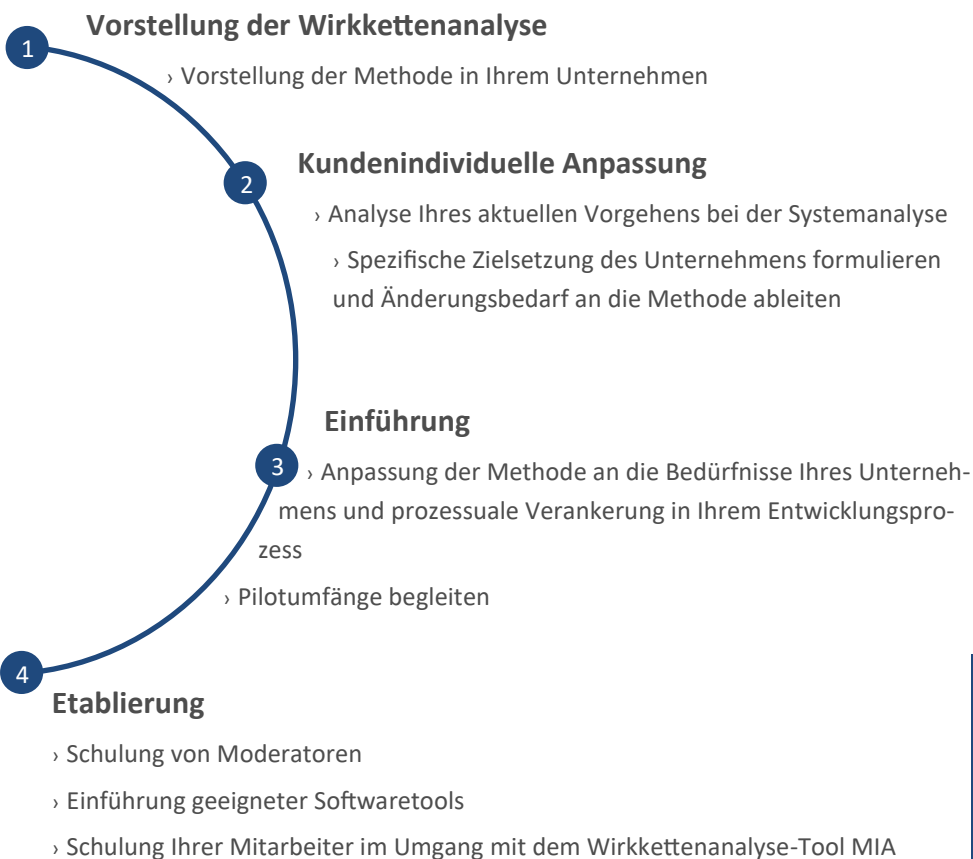 Vorstellung der Wirkkettenanalyse
1
› Vorstellung der Methode in Ihrem Unternehmen
Kundenindividuelle Anpassung
2
› Analyse Ihres aktuellen Vorgehens bei der Systemanalyse
› Spezifische Zielsetzung des Unternehmens formulieren
und Änderungsbedarf an die Methode ableiten
Einführung
3
› Anpassung der Methode an die Bedürfnisse Ihres Unterneh-
mens und prozessuale Verankerung in Ihrem Entwicklungspro-
zess
› Pilotumfänge begleiten
4
Etablierung
› Schulung von Moderatoren
› Einführung geeigneter Softwaretools
› Schulung Ihrer Mitarbeiter im Umgang mit dem Wirkkettenanalyse-Tool MIA